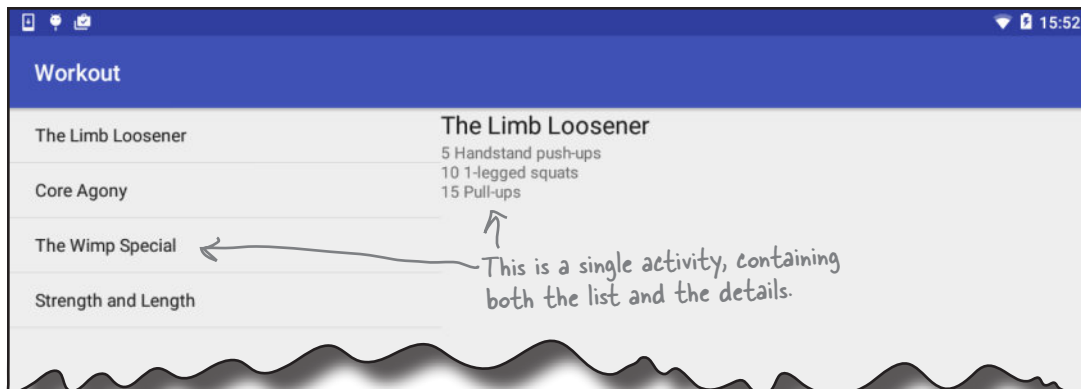 15:52
Workout
The Limb Loosener
Core Agony
The Wimp Special
Strength and Length
The Limb Loosener
5 Handstand push-ups
10 1-legged squats
15 Pull-ups
This is a single activity, containing
both the list and the details.